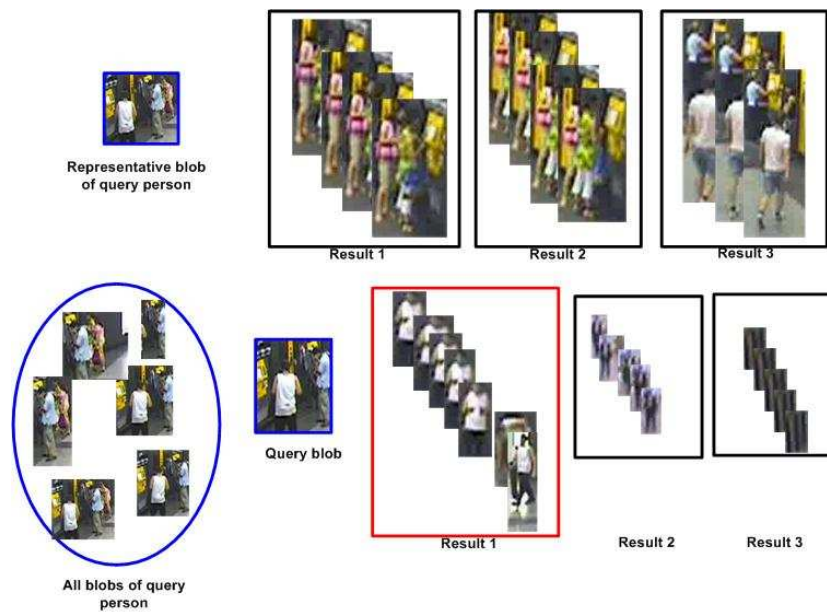 Representative blob
of query person
Result 1
Result 2
Result 3
Query blob
Result 1
Result 2
Result 3
All blobs of query
person